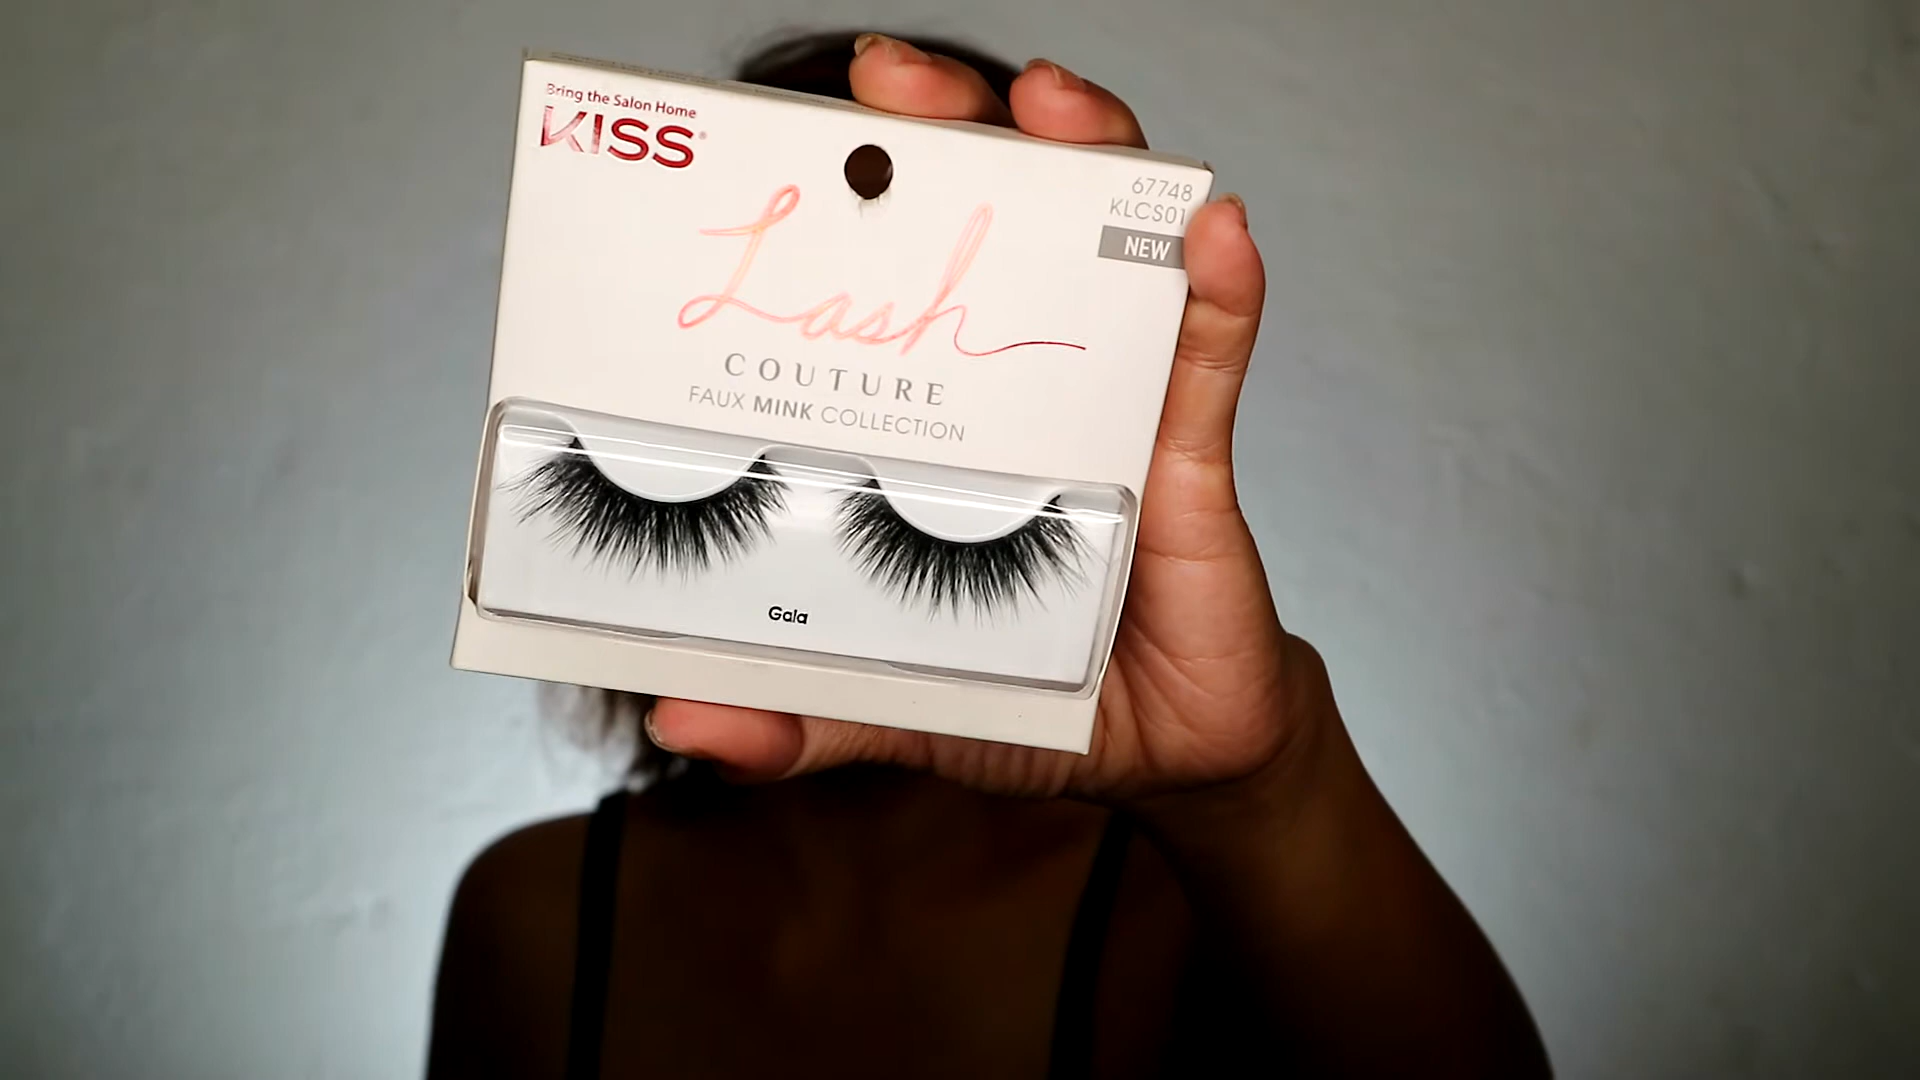 Bring the Salon Home
KISS®
67748
KLCS01
NEW
Lash
COUTURE
FAUX MINK COLLECTION
Gala